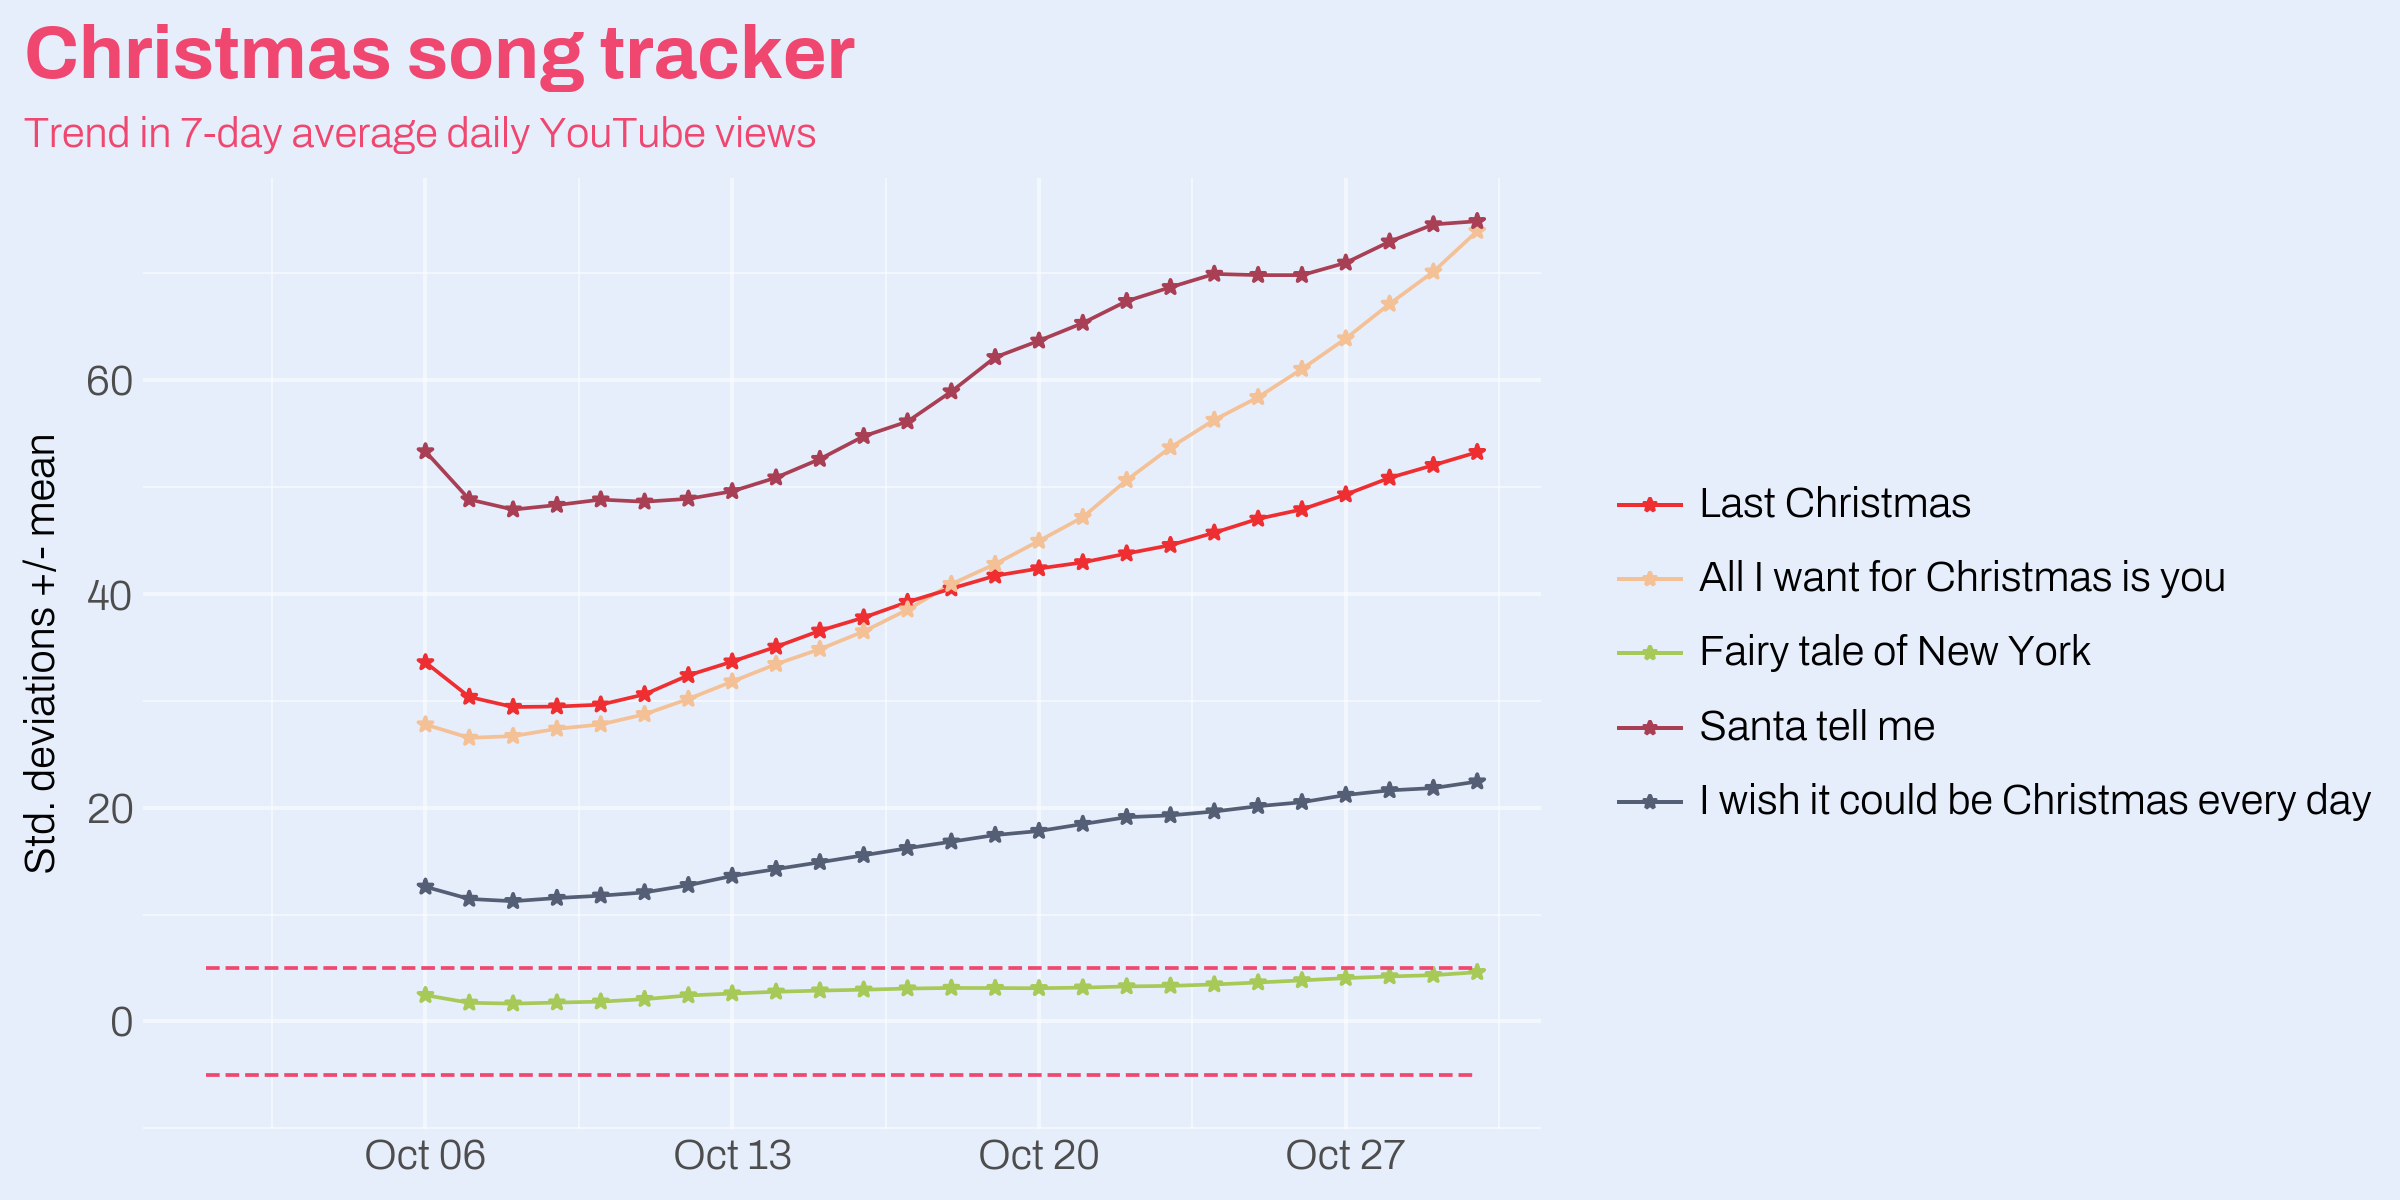 Christmas song tracker
Trend in 7-day average daily YouTube views
Std. deviations +/- mean
60
40
20
0
Oct 06
Oct 13
Oct 20
Oct 27
Last Christmas
All I want for Christmas is you
Fairy tale of New York
Santa tell me
I wish it could be Christmas every day